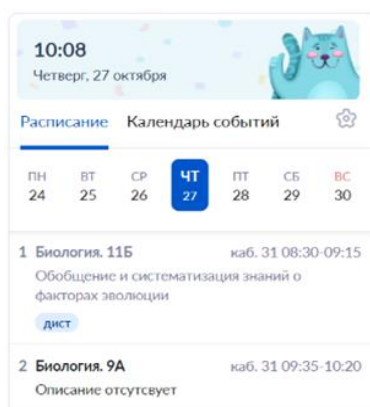 10:08
Четверг, 27 октября
Расписание Календарь событий
ПН ВТ СР ЧТ ПТ СБ ВС
24 25 26 27 28 29 30
1 Биология. 11Б каб. 31 08:30-09:15
Обобщение и систематизация знаний о
факторах эволюции
дист
2 Биология. 9А каб. 31 09:35-10:20
Описание отсутсвует